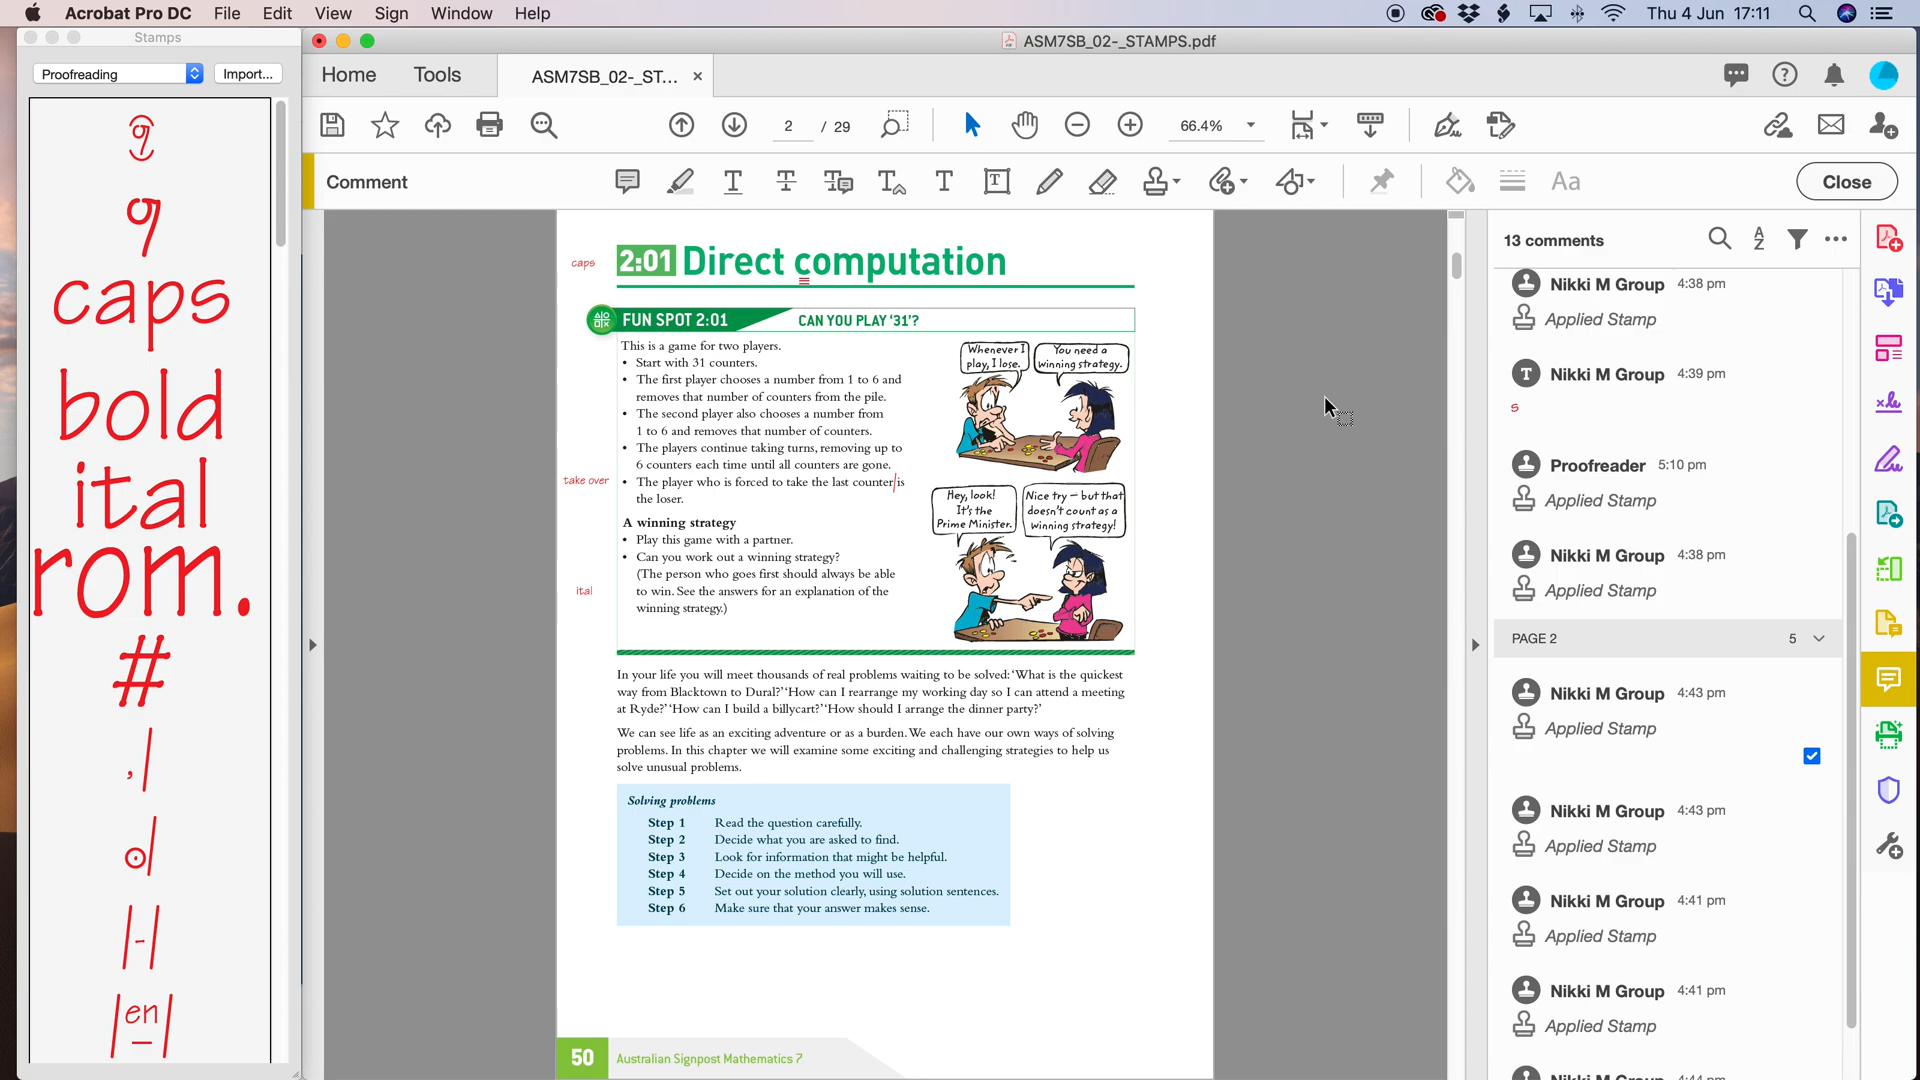 Acrobat Pro DC File Edit View Sign Window Help
Thu 4 Jun 17:11
Stamps
Proofreading
Import...
g
g
caps
bold
ital
rom.
#
,/
/-/
en
ASM7SB_02-_STAMPS.pdf
Home Tools ASM7SB_02-_ST... ×
2 / 29
66.4%
Comment
Close
caps
2:01 Direct computation
FUN SPOT 2:01 CAN YOU PLAY ‘31’?
This is a game for two players.
• Start with 31 counters.
• The first player chooses a number from 1 to 6 and
removes that number of counters from the pile.
• The second player also chooses a number from
1 to 6 and removes that number of counters.
• The players continue taking turns, removing up to
6 counters each time until all counters are gone.
take over
• The player who is forced to take the last counter is
the loser.
A winning strategy
• Play this game with a partner.
• Can you work out a winning strategy?
(The person who goes first should always be able
ital
to win. See the answers for an explanation of the
winning strategy.)
Whenever I
play, I lose.
You need a
winning strategy.
Hey, look!
It's the
Prime Minister.
Nice try – but that
doesn't count as a
winning strategy!
In your life you will meet thousands of real problems waiting to be solved: ‘What is the quickest
way from Blacktown to Dural?’ ‘How can I rearrange my working day so I can attend a meeting
at Ryde?’ ‘How can I build a billycart?’ ‘How should I arrange the dinner party?’
We can see life as an exciting adventure or as a burden. We each have our own ways of solving
problems. In this chapter we will examine some exciting and challenging strategies to help us
solve unusual problems.
Solving problems
Step 1 Read the question carefully.
Step 2 Decide what you are asked to find.
Step 3 Look for information that might be helpful.
Step 4 Decide on the method you will use.
Step 5 Set out your solution clearly, using solution sentences.
Step 6 Make sure that your answer makes sense.
50 Australian Signpost Mathematics 7
13 comments
Nikki M Group 4:38 pm
Applied Stamp
Nikki M Group 4:39 pm
s
Proofreader 5:10 pm
Applied Stamp
Nikki M Group 4:38 pm
Applied Stamp
PAGE 2 5
Nikki M Group 4:43 pm
Applied Stamp
Nikki M Group 4:43 pm
Applied Stamp
Nikki M Group 4:41 pm
Applied Stamp
Nikki M Group 4:41 pm
Applied Stamp